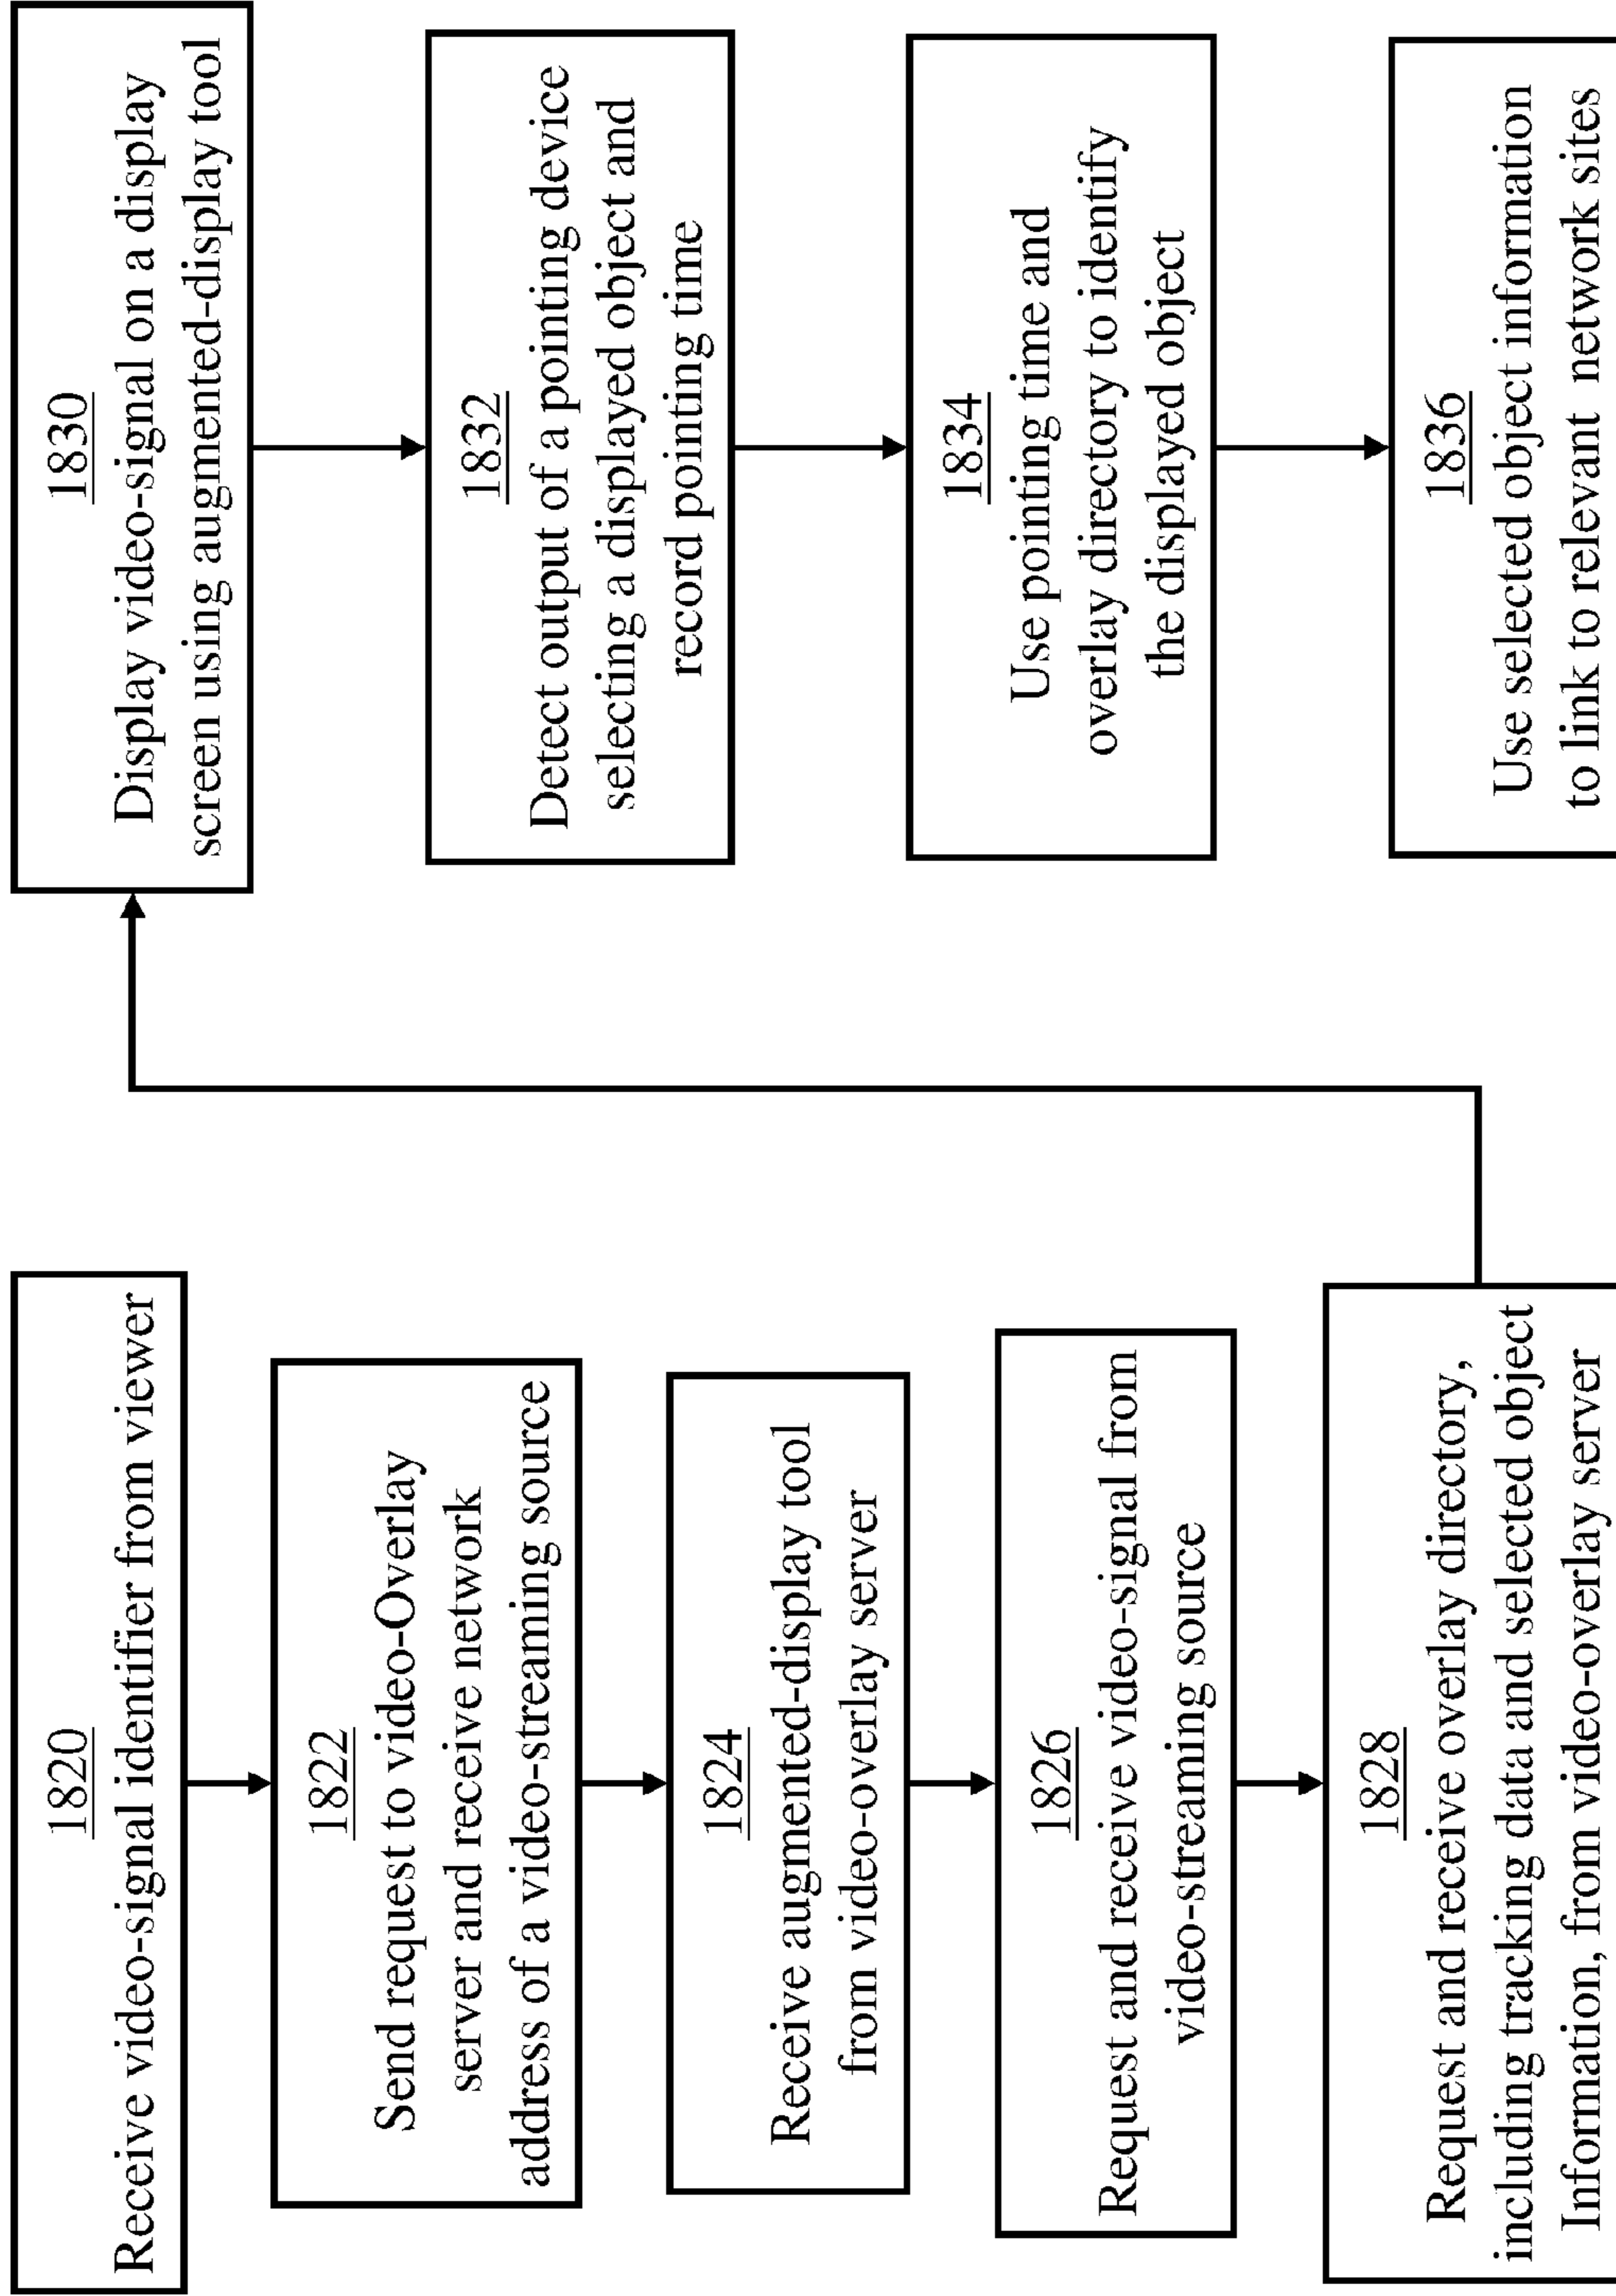 1820
Receive video-signal identifier from viewer
1822
Send request to video-Overlay
server and receive network
address of a video-streaming source
1824
Receive augmented-display tool
from video-overlay server
1826
Request and receive video-signal from
video-streaming source
1828
Request and receive overlay directory,
including tracking data and selected object
Information, from video-overlay server
1830
Display video-signal on a display
screen using augmented-display tool
1832
Detect output of a pointing device
selecting a displayed object and
record pointing time
1834
Use pointing time and
overlay directory to identify
the displayed object
1836
Use selected object information
to link to relevant network sites